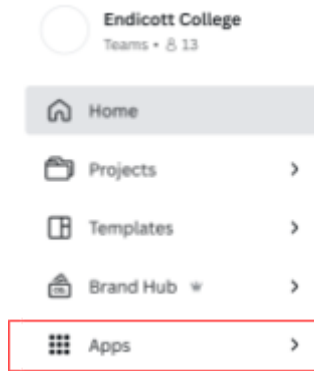 Endicott College
Teams • 13
Home
Projects
Templates
Brand Hub
Apps